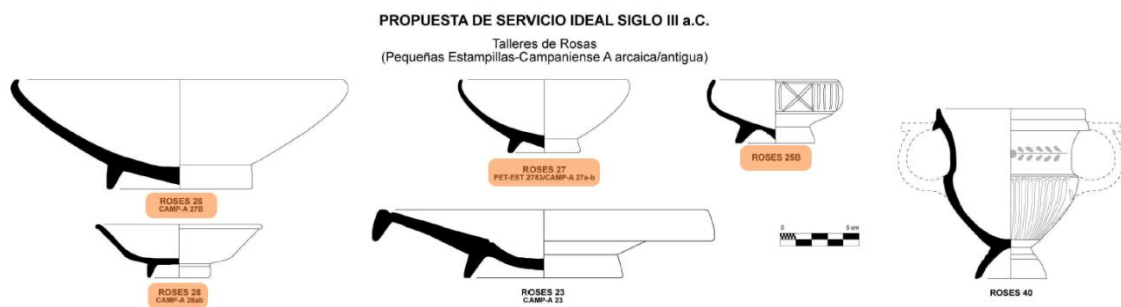 PROPUESTA DE SERVICIO IDEAL SIGLO III a.C.
Talleres de Rosas
(Pequeñas Estampillas-Campaniense A arcaica/antigua)
ROSES 26
CAMP-A 27B
ROSES 27
PET-EST 2783/CAMP-A 27a-b
ROSES 25B
ROSES 28
CAMP-A 28ab
ROSES 23
CAMP-A 23
0 5 cm
ROSES 40